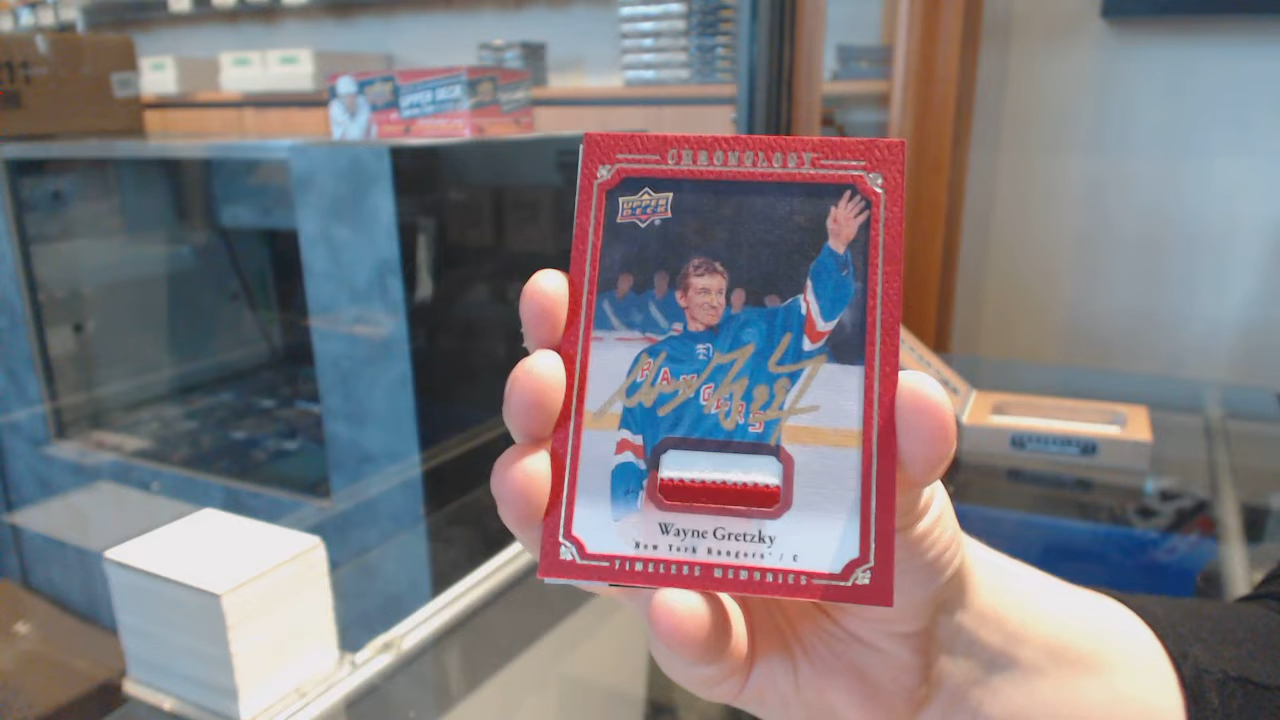 UPPER DECK
CHRONOLOGY
UPPER
DECK
RANGERS
Wayne Gretzky
New York Rangers / C
TIMELESS MEMORIES